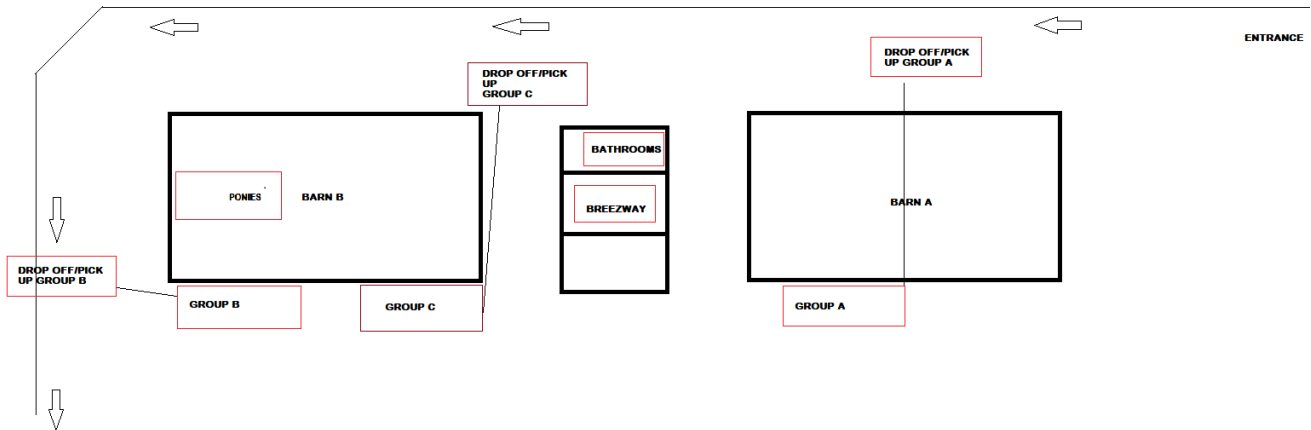 ENTRANCE
DROP OFF/PICK
UP GROUP A
DROP OFF/PICK
UP
GROUP C
BATHROOMS
PONIES
BARN B
BREEZWAY
BARN A
DROP OFF/PICK
UP GROUP B
GROUP B
GROUP C
GROUP A